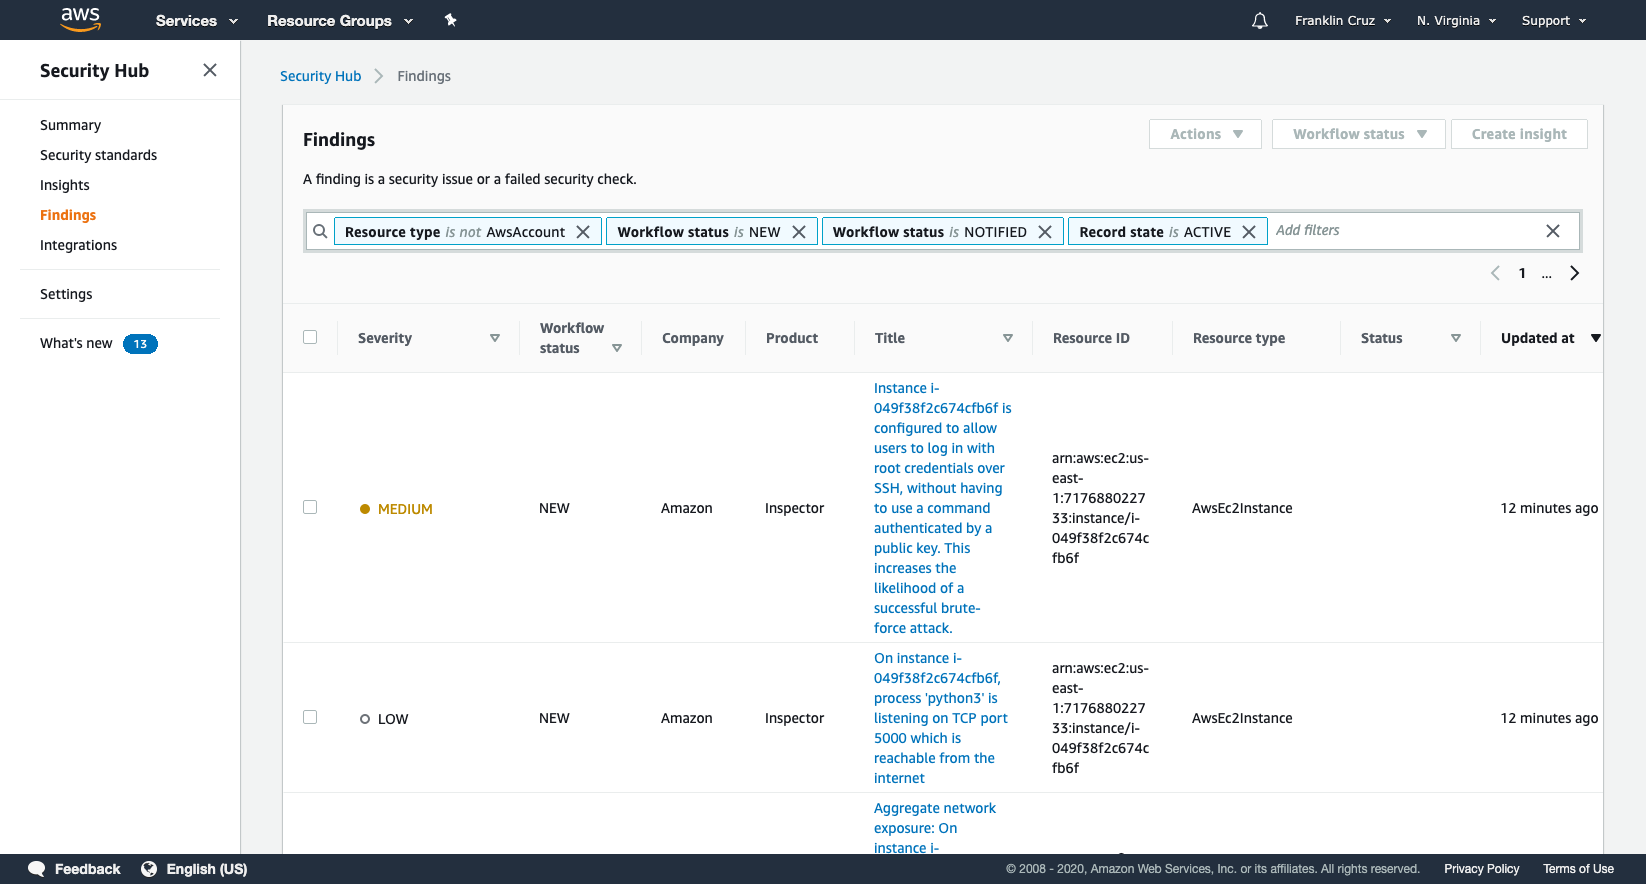 aws Services Resource Groups Franklin Cruz N. Virginia Support
Security Hub
Summary
Security standards
Insights
Findings
Integrations
Settings
What's new 13
Security Hub Findings
Findings
Actions Workflow status Create insight
A finding is a security issue or a failed security check.
Resource type is not AwsAccount Workflow status is NEW Workflow status is NOTIFIED Record state is ACTIVE Add filters
1 ...
Severity
Workflow
status
Company
Product
Title
Resource ID
Resource type
Status
Updated at
MEDIUM
NEW
Amazon
Inspector
Instance i-
049f38f2c674cfb6f is
configured to allow
users to log in with
root credentials over
SSH, without having
to use a command
authenticated by a
public key. This
increases the
likelihood of a
successful brute-
force attack.
arn:aws:ec2:us-
east-
1:7176880227
33:instance/i-
049f38f2c674c
fb6f
AwsEc2Instance
12 minutes ago
LOW
NEW
Amazon
Inspector
On instance i-
049f38f2c674cfb6f,
process 'python3' is
listening on TCP port
5000 which is
reachable from the
internet
arn:aws:ec2:us-
east-
1:7176880227
33:instance/i-
049f38f2c674c
fb6f
AwsEc2Instance
12 minutes ago
Aggregate network
exposure: On
instance i-
Feedback English (US) © 2008 - 2020, Amazon Web Services, Inc. or its affiliates. All rights reserved. Privacy Policy Terms of Use